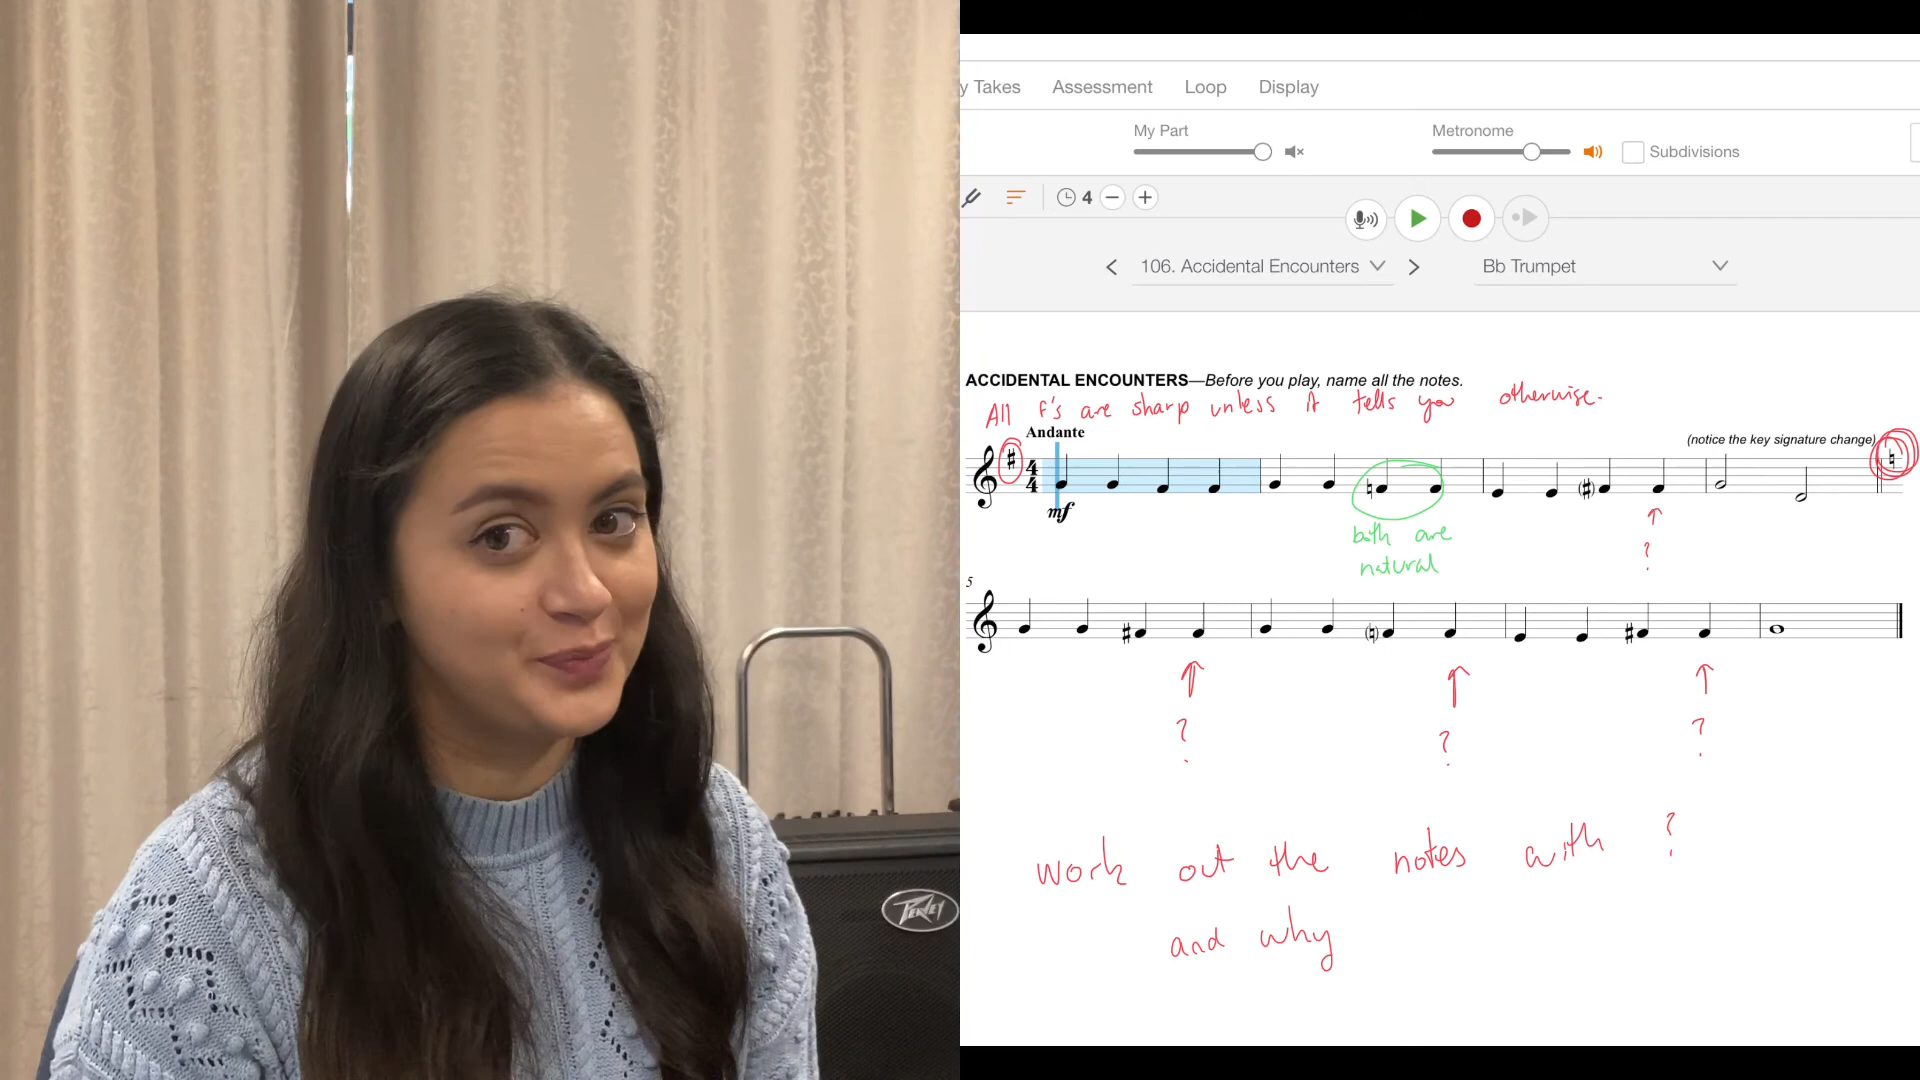 y Takes Assessment Loop Display
My Part Metronome
Subdivisions
4
106. Accidental Encounters Bb Trumpet
ACCIDENTAL ENCOUNTERS—Before you play, name all the notes.
All F's are sharp unless it tells you otherwise.
Andante
(notice the key signature change)
4
4
mf
both are
natural
?
5
? ? ?
work out the notes with ?
and why
PEAVEY